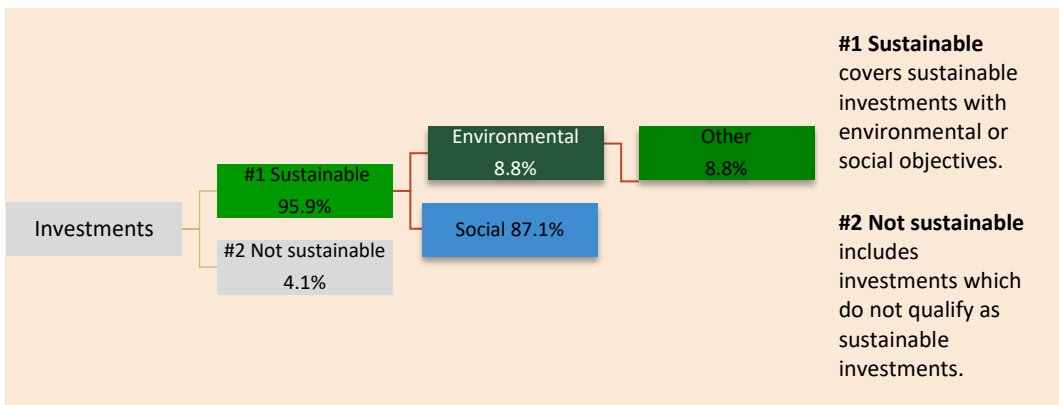 Investments
#1 Sustainable
95.9%
#2 Not sustainable
4.1%
Environmental
8.8%
Social 87.1%
Other
8.8%
#1 Sustainable
covers sustainable
investments with
environmental or
social objectives.
#2 Not sustainable
includes
investments which
do not qualify as
sustainable
investments.